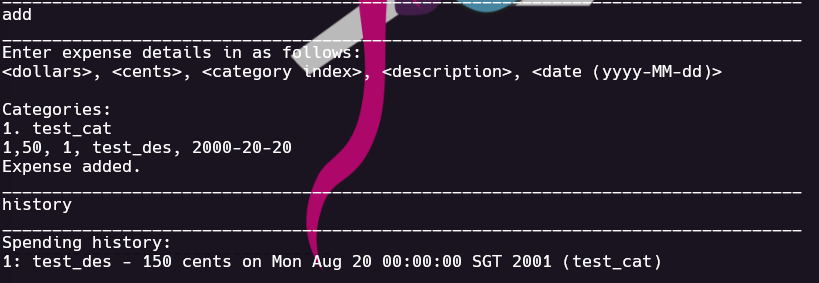 add
Enter expense details in as follows:
<dollars>, <cents>, <category index>, <description>, <date (yyyy-MM-dd)>
Categories:
1. test_cat
1,50, 1, test_des, 2000-20-20
Expense added.
history
Spending history:
1: test_des - 150 cents on Mon Aug 20 00:00:00 SGT 2001 (test_cat)